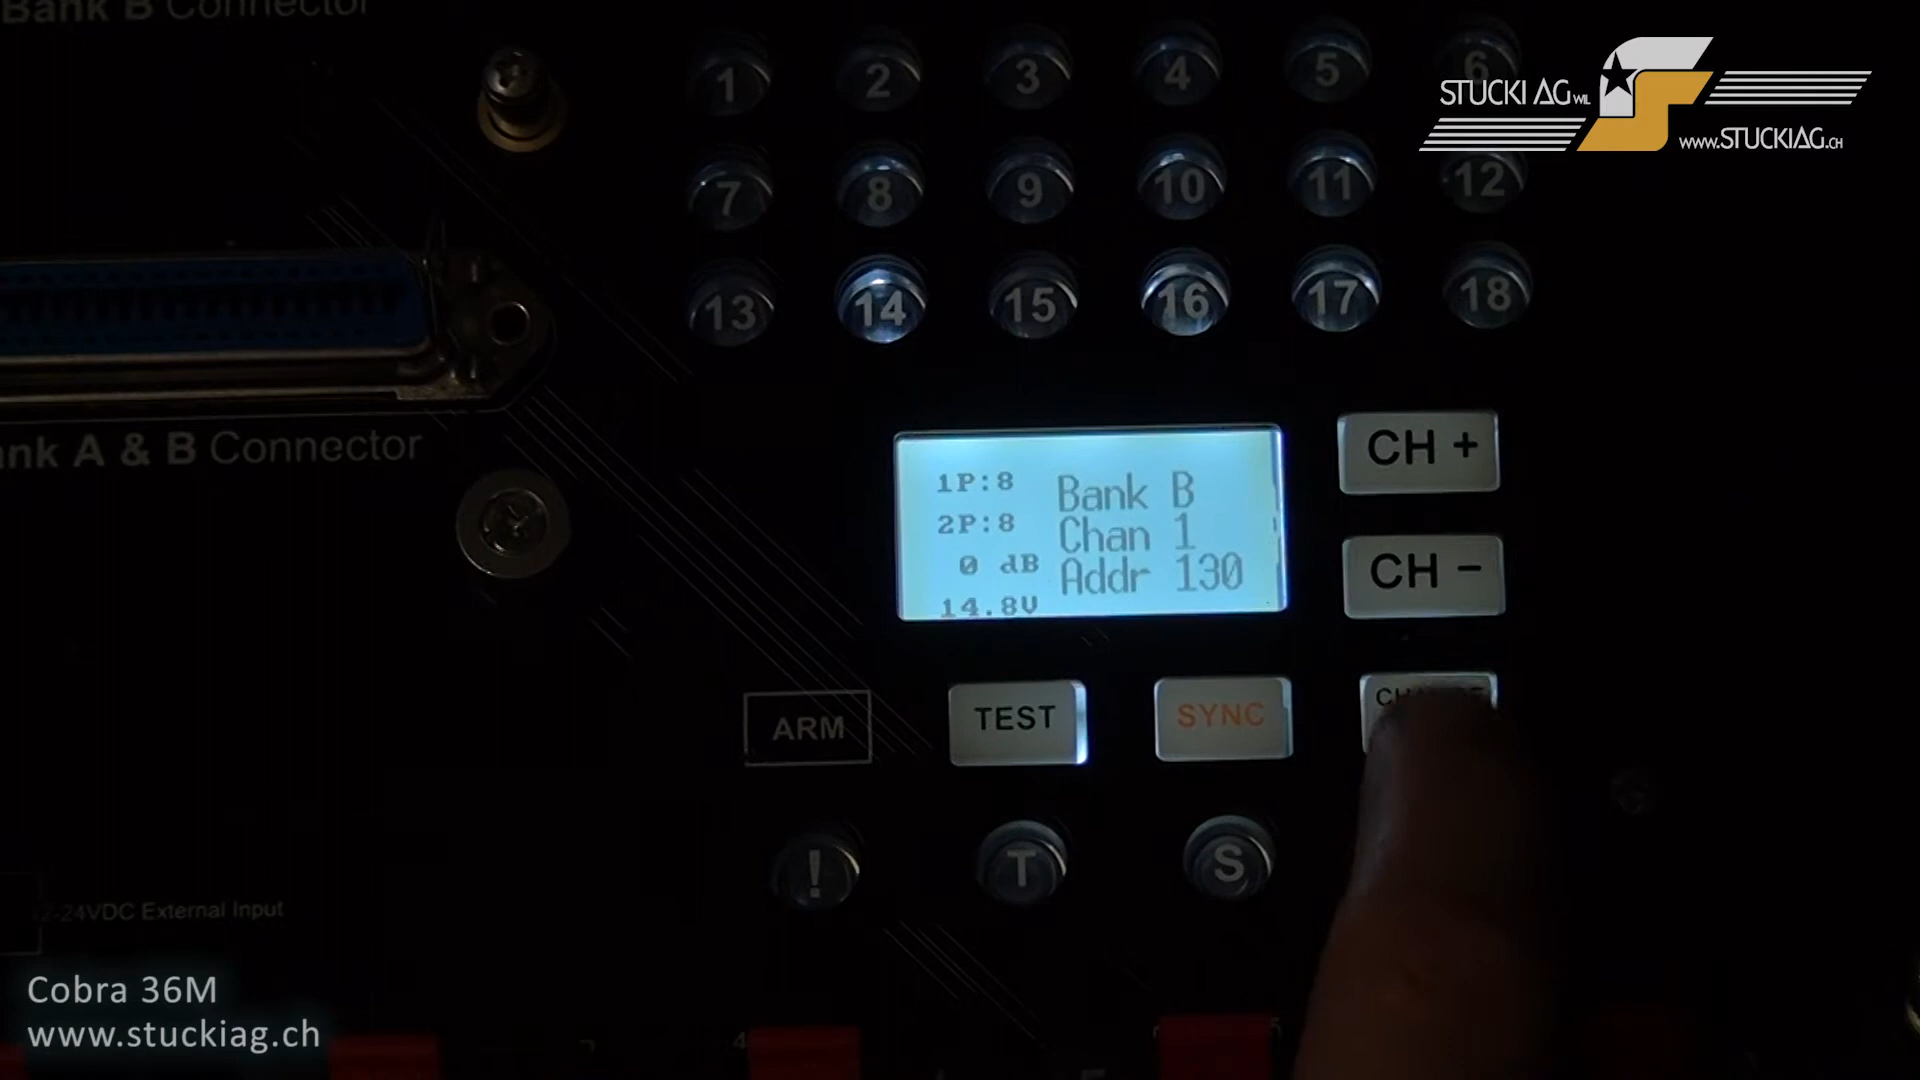 Bank B Connector
1 2 3 4 5 6
STUCKI AG WIL
www.STUCKIAG.CH
7 8 9 10 11 12
13 14 15 16 17 18
A & B Connector
CH +
1P:8
2P:8
0 dB
14.8V
Bank B
Chan 1
Addr 130
CH -
ARM
TEST
SYNC
! T S
-24VDC External Input
Cobra 36M
www.stuckiag.ch
4